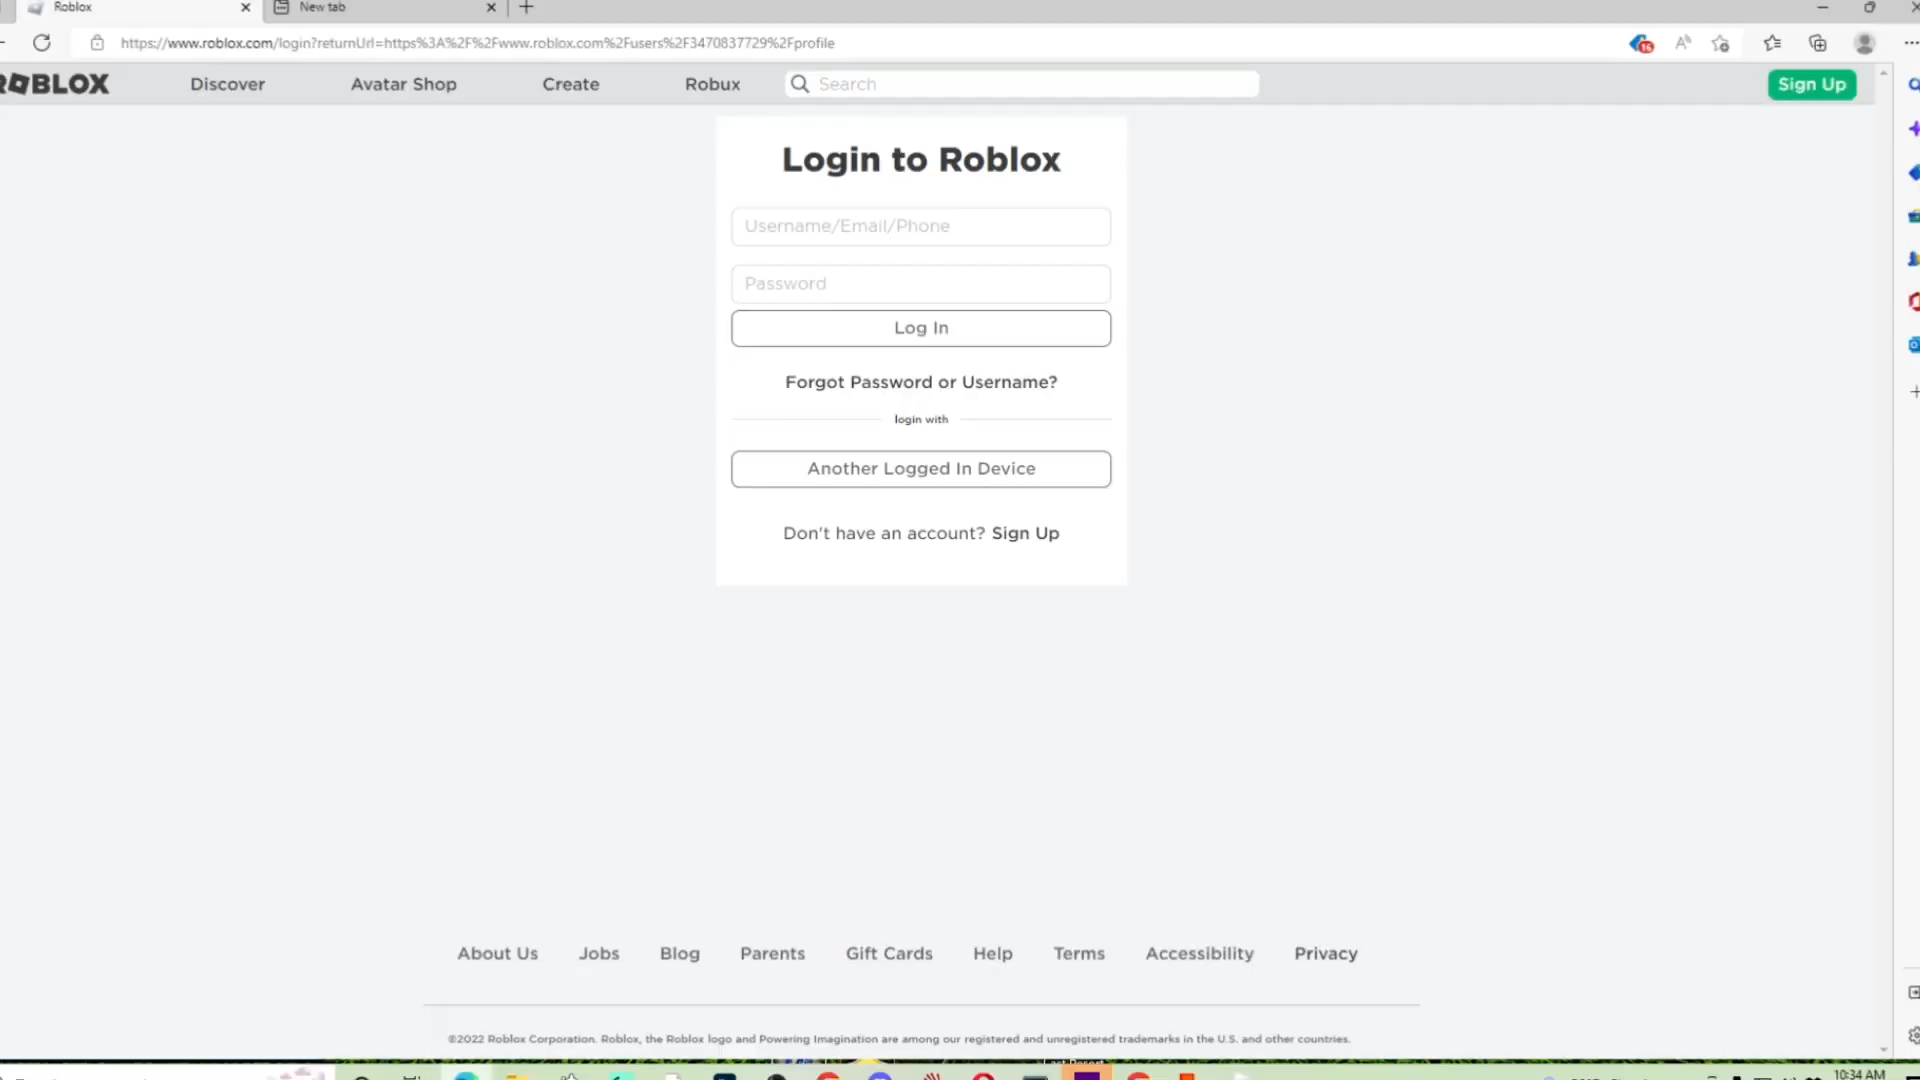 Roblox
New tab
https://www.roblox.com/login?returnUrl=https%3A%2F%2Fwww.roblox.com%2Fusers%2F3470837729%2Fprofile
16
ROBLOX
Discover
Avatar Shop
Create
Robux
Search
Sign Up
Login to Roblox
Username/Email/Phone
Password
Log In
Forgot Password or Username?
login with
Another Logged In Device
Don't have an account? Sign Up
About Us
Jobs
Blog
Parents
Gift Cards
Help
Terms
Accessibility
Privacy
©2022 Roblox Corporation. Roblox, the Roblox logo and Powering Imagination are among our registered and unregistered trademarks in the U.S. and other countries.
10:34 AM